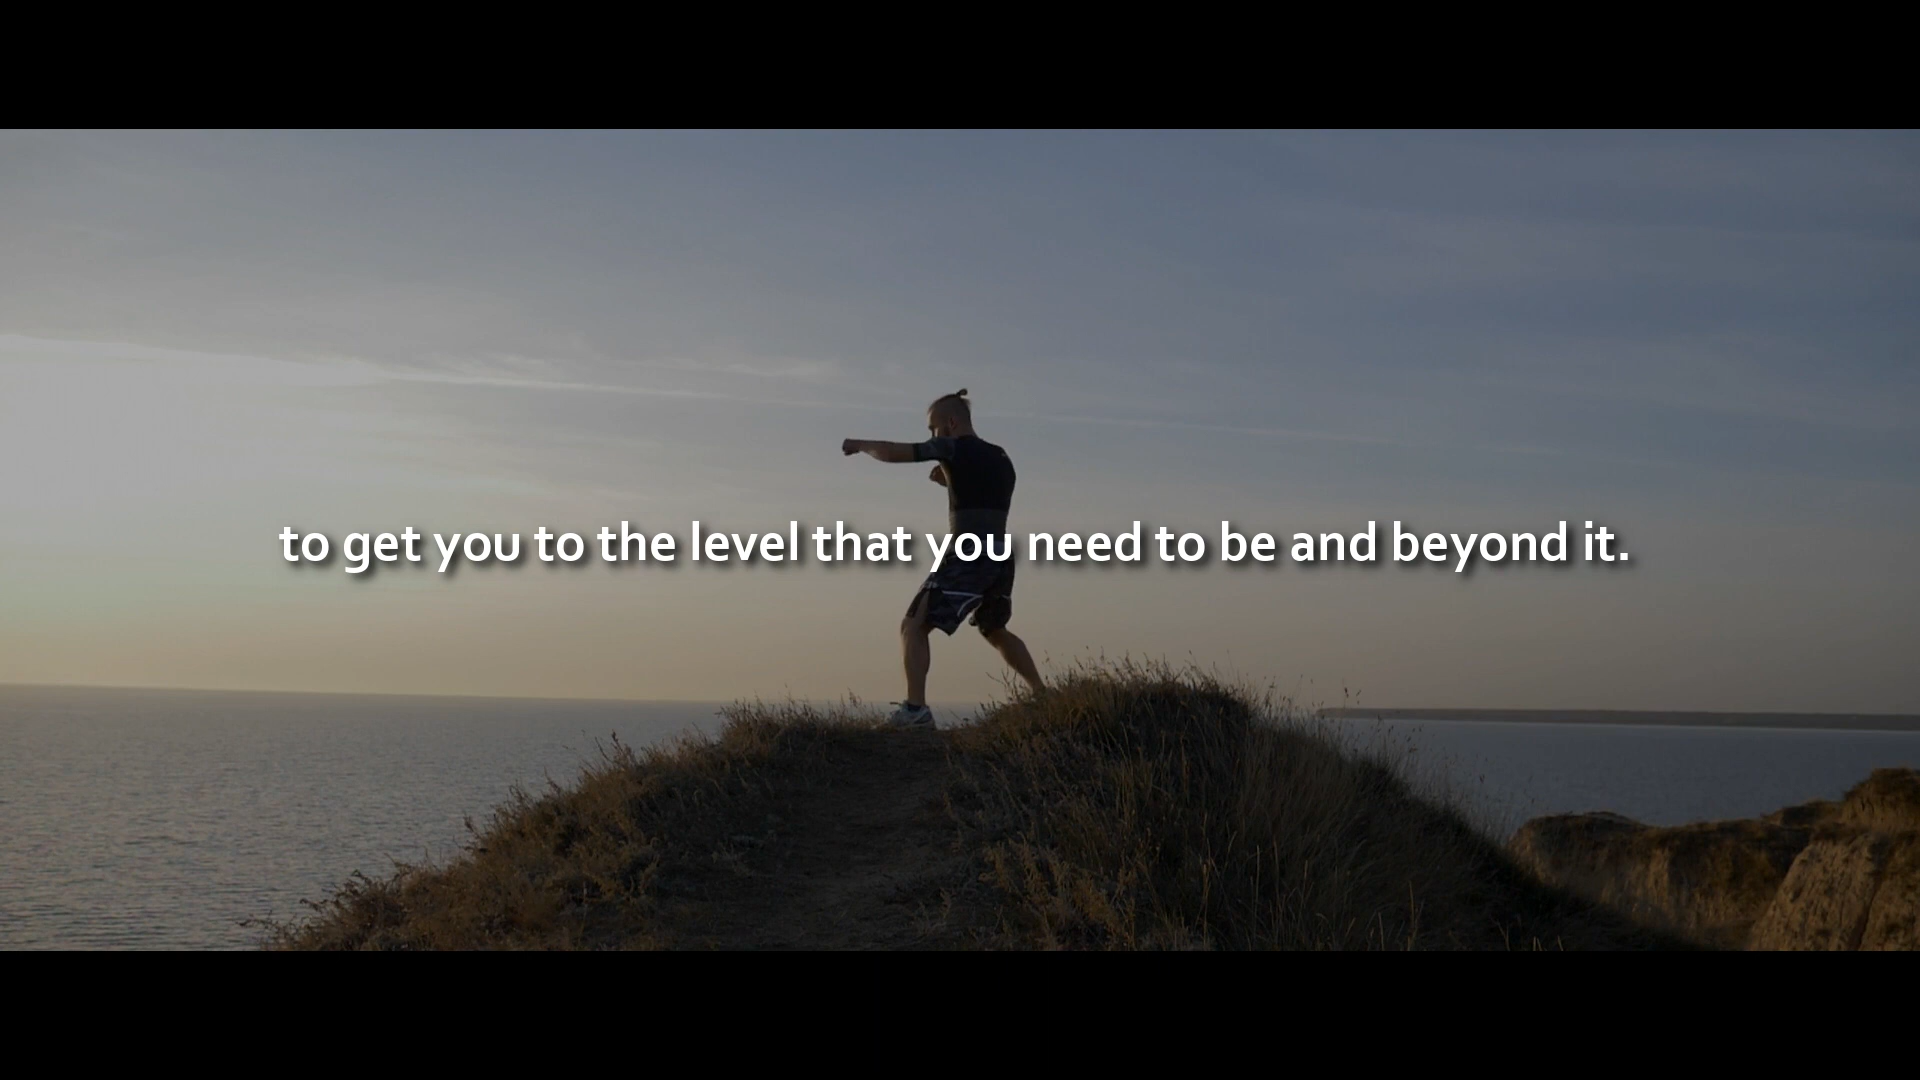 to get you to the level that you need to be and beyond it.